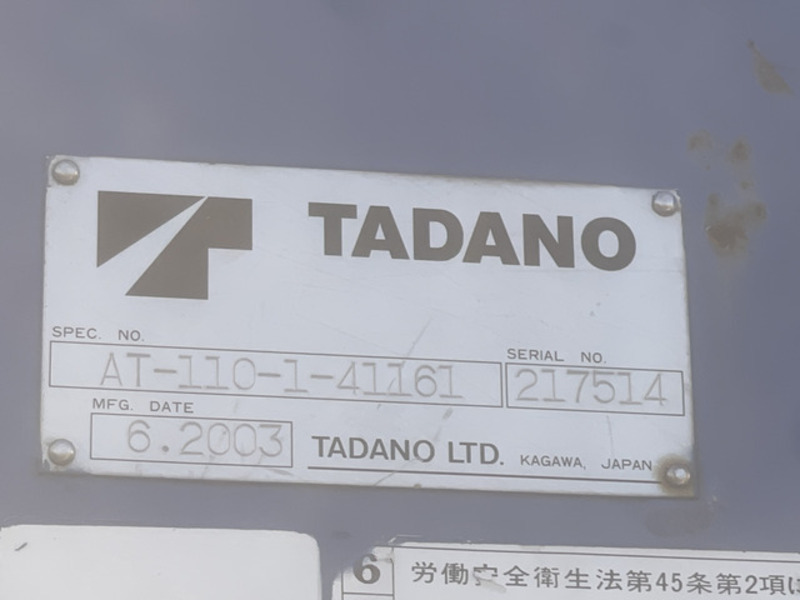 TADANO
SPEC. NO.
AT-110-1-41161
SERIAL NO.
217514
MFG. DATE
6.2003
TADANO LTD. KAGAWA, JAPAN
6 労働安全衛生法第45条第2項に